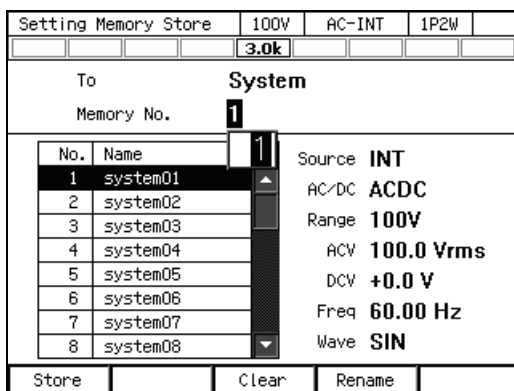 Setting Memory Store 100V AC-INT 1P2W
3.0k
To System
Memory No. 1
1
No. Name
1 system01
2 system02
3 system03
4 system04
5 system05
6 system06
7 system07
8 system08
Source INT
AC/DC ACDC
Range 100V
ACV 100.0 Vrms
DCV +0.0 V
Freq 60.00 Hz
Wave SIN
Store Clear Rename